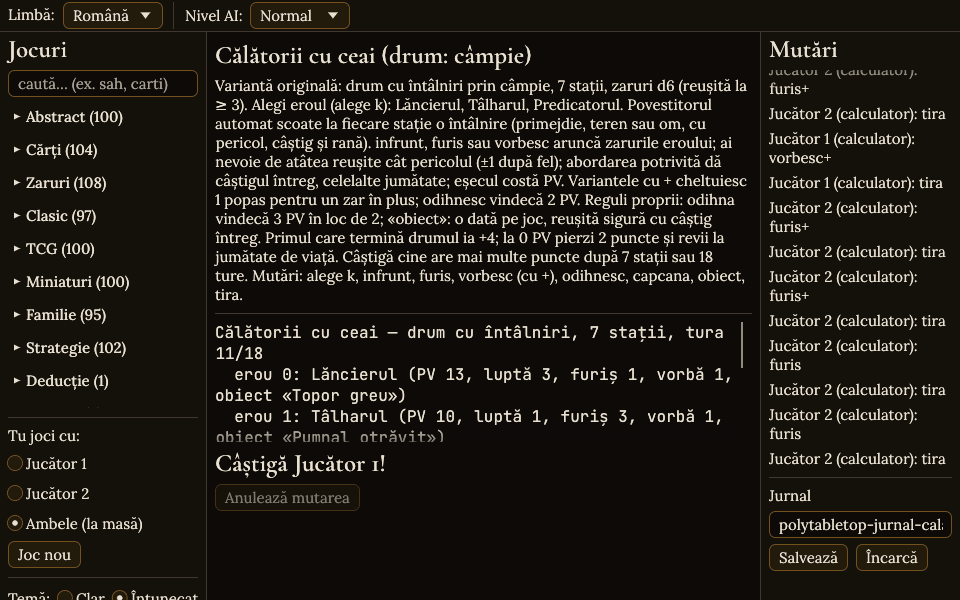 Limbă:
Română
Nivel AI:
Normal
Jocuri
caută... (ex. sah, carti)
Abstract (100)
Cărți (104)
Zaruri (108)
Clasic (97)
TCG (100)
Miniaturi (100)
Familie (95)
Strategie (102)
Deducție (1)
Tu joci cu:
Jucător 1
Jucător 2
Ambele (la masă)
Joc nou
Temă:
Clar
Întunecat
Călătorii cu ceai (drum: câmpie)
Variantă originală: drum cu întâlniri prin câmpie, 7 stații, zaruri d6 (reușită la
≥ 3). Alegi eroul (alege k): Lăncierul, Tâlharul, Predicatorul. Povestitorul
automat scoate la fiecare stație o întâlnire (primejdie, teren sau om, cu
pericol, câștig și rană). infrunt, furis sau vorbesc aruncă zarurile eroului; ai
nevoie de atâtea reușite cât pericolul (±1 după fel); abordarea potrivită dă
câștigul întreg, celelalte jumătate; eșecul costă PV. Variantele cu + cheltuiesc
1 popas pentru un zar în plus; odihnesc vindecă 2 PV. Reguli proprii: odihna
vindecă 3 PV în loc de 2; «obiect»: o dată pe joc, reușită sigură cu câștig
întreg. Primul care termină drumul ia +4; la 0 PV pierzi 2 puncte și revii la
jumătate de viață. Câștigă cine are mai multe puncte după 7 stații sau 18
ture. Mutări: alege k, infrunt, furis, vorbesc (cu +), odihnesc, capcana, obiect,
tira.
Călătorii cu ceai — drum cu întâlniri, 7 stații, tura
11/18
erou 0: Lăncierul (PV 13, luptă 3, furiș 1, vorbă 1,
obiect «Topor greu»)
erou 1: Tâlharul (PV 10, luptă 1, furiș 3, vorbă 1,
obiect «Pumnal otrăvit»)
Câștigă Jucător 1!
Anulează mutarea
Mutări
Jucător 2 (calculator):
furis+
Jucător 2 (calculator): tira
Jucător 1 (calculator):
vorbesc+
Jucător 1 (calculator): tira
Jucător 2 (calculator):
furis+
Jucător 2 (calculator): tira
Jucător 2 (calculator):
furis+
Jucător 2 (calculator): tira
Jucător 2 (calculator):
furis
Jucător 2 (calculator): tira
Jucător 2 (calculator):
furis
Jucător 2 (calculator): tira
Jurnal
polytabletop-jurnal-cala
Salvează
Încarcă